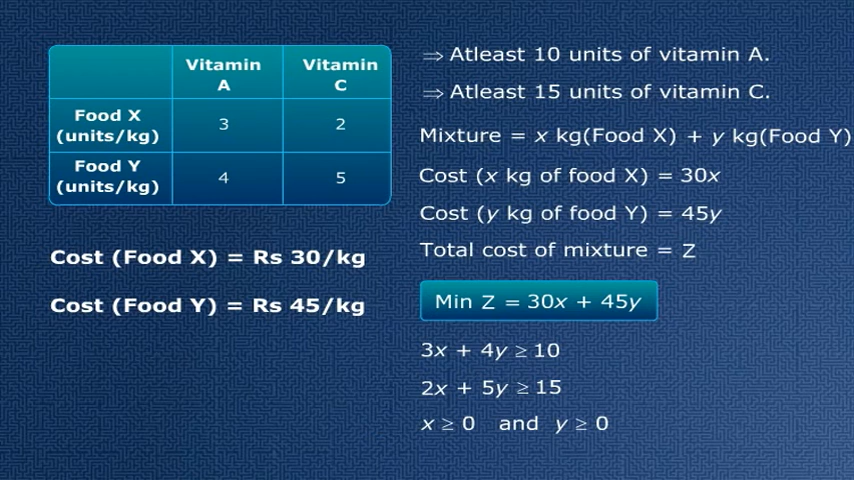 Vitamin A
Vitamin C
Food X (units/kg)
3
2
Food Y (units/kg)
4
5
Cost (Food X) = Rs 30/kg
Cost (Food Y) = Rs 45/kg
⇒ Atleast 10 units of vitamin A.
⇒ Atleast 15 units of vitamin C.
Mixture = x kg(Food X) + y kg(Food Y)
Cost (x kg of food X) = 30x
Cost (y kg of food Y) = 45y
Total cost of mixture = Z
Min Z = 30x + 45y
3x + 4y ≥ 10
2x + 5y ≥ 15
x ≥ 0 and y ≥ 0